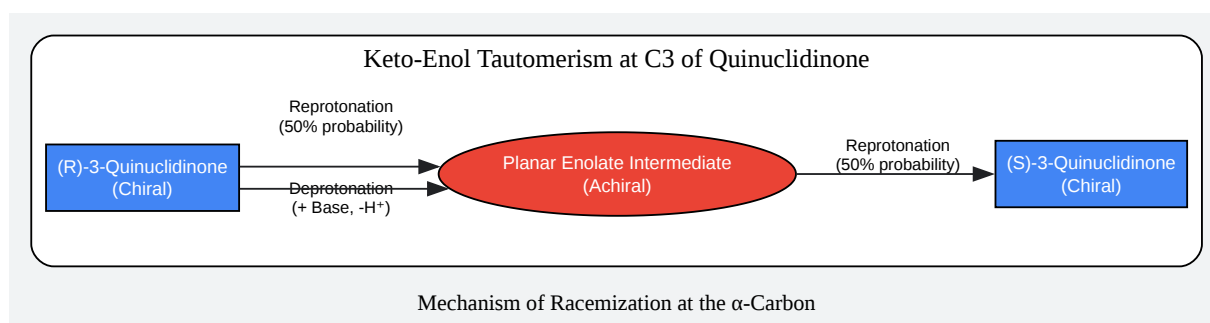 Keto-Enol Tautomerism at C3 of Quinuclidinone
Reprotonation
(50% probability)
(R)-3-Quinuclidinone
(Chiral)
Deprotonation
(+ Base, -H⁺)
Planar Enolate Intermediate
(Achiral)
Reprotonation
(50% probability)
(S)-3-Quinuclidinone
(Chiral)
Mechanism of Racemization at the α-Carbon